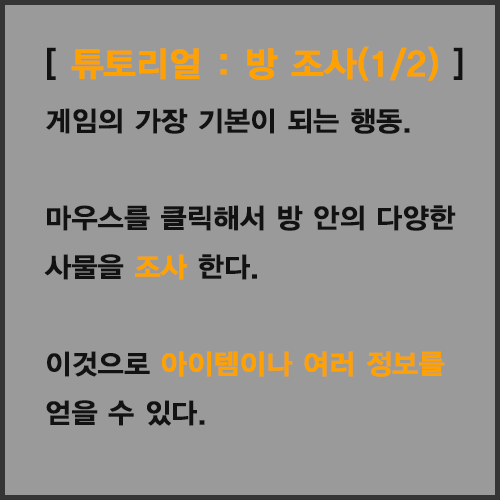 [ 튜토리얼 : 방 조사(1/2) ]
게임의 가장 기본이 되는 행동.
마우스를 클릭해서 방 안의 다양한
사물을 조사 한다.
이것으로 아이템이나 여러 정보를
얻을 수 있다.